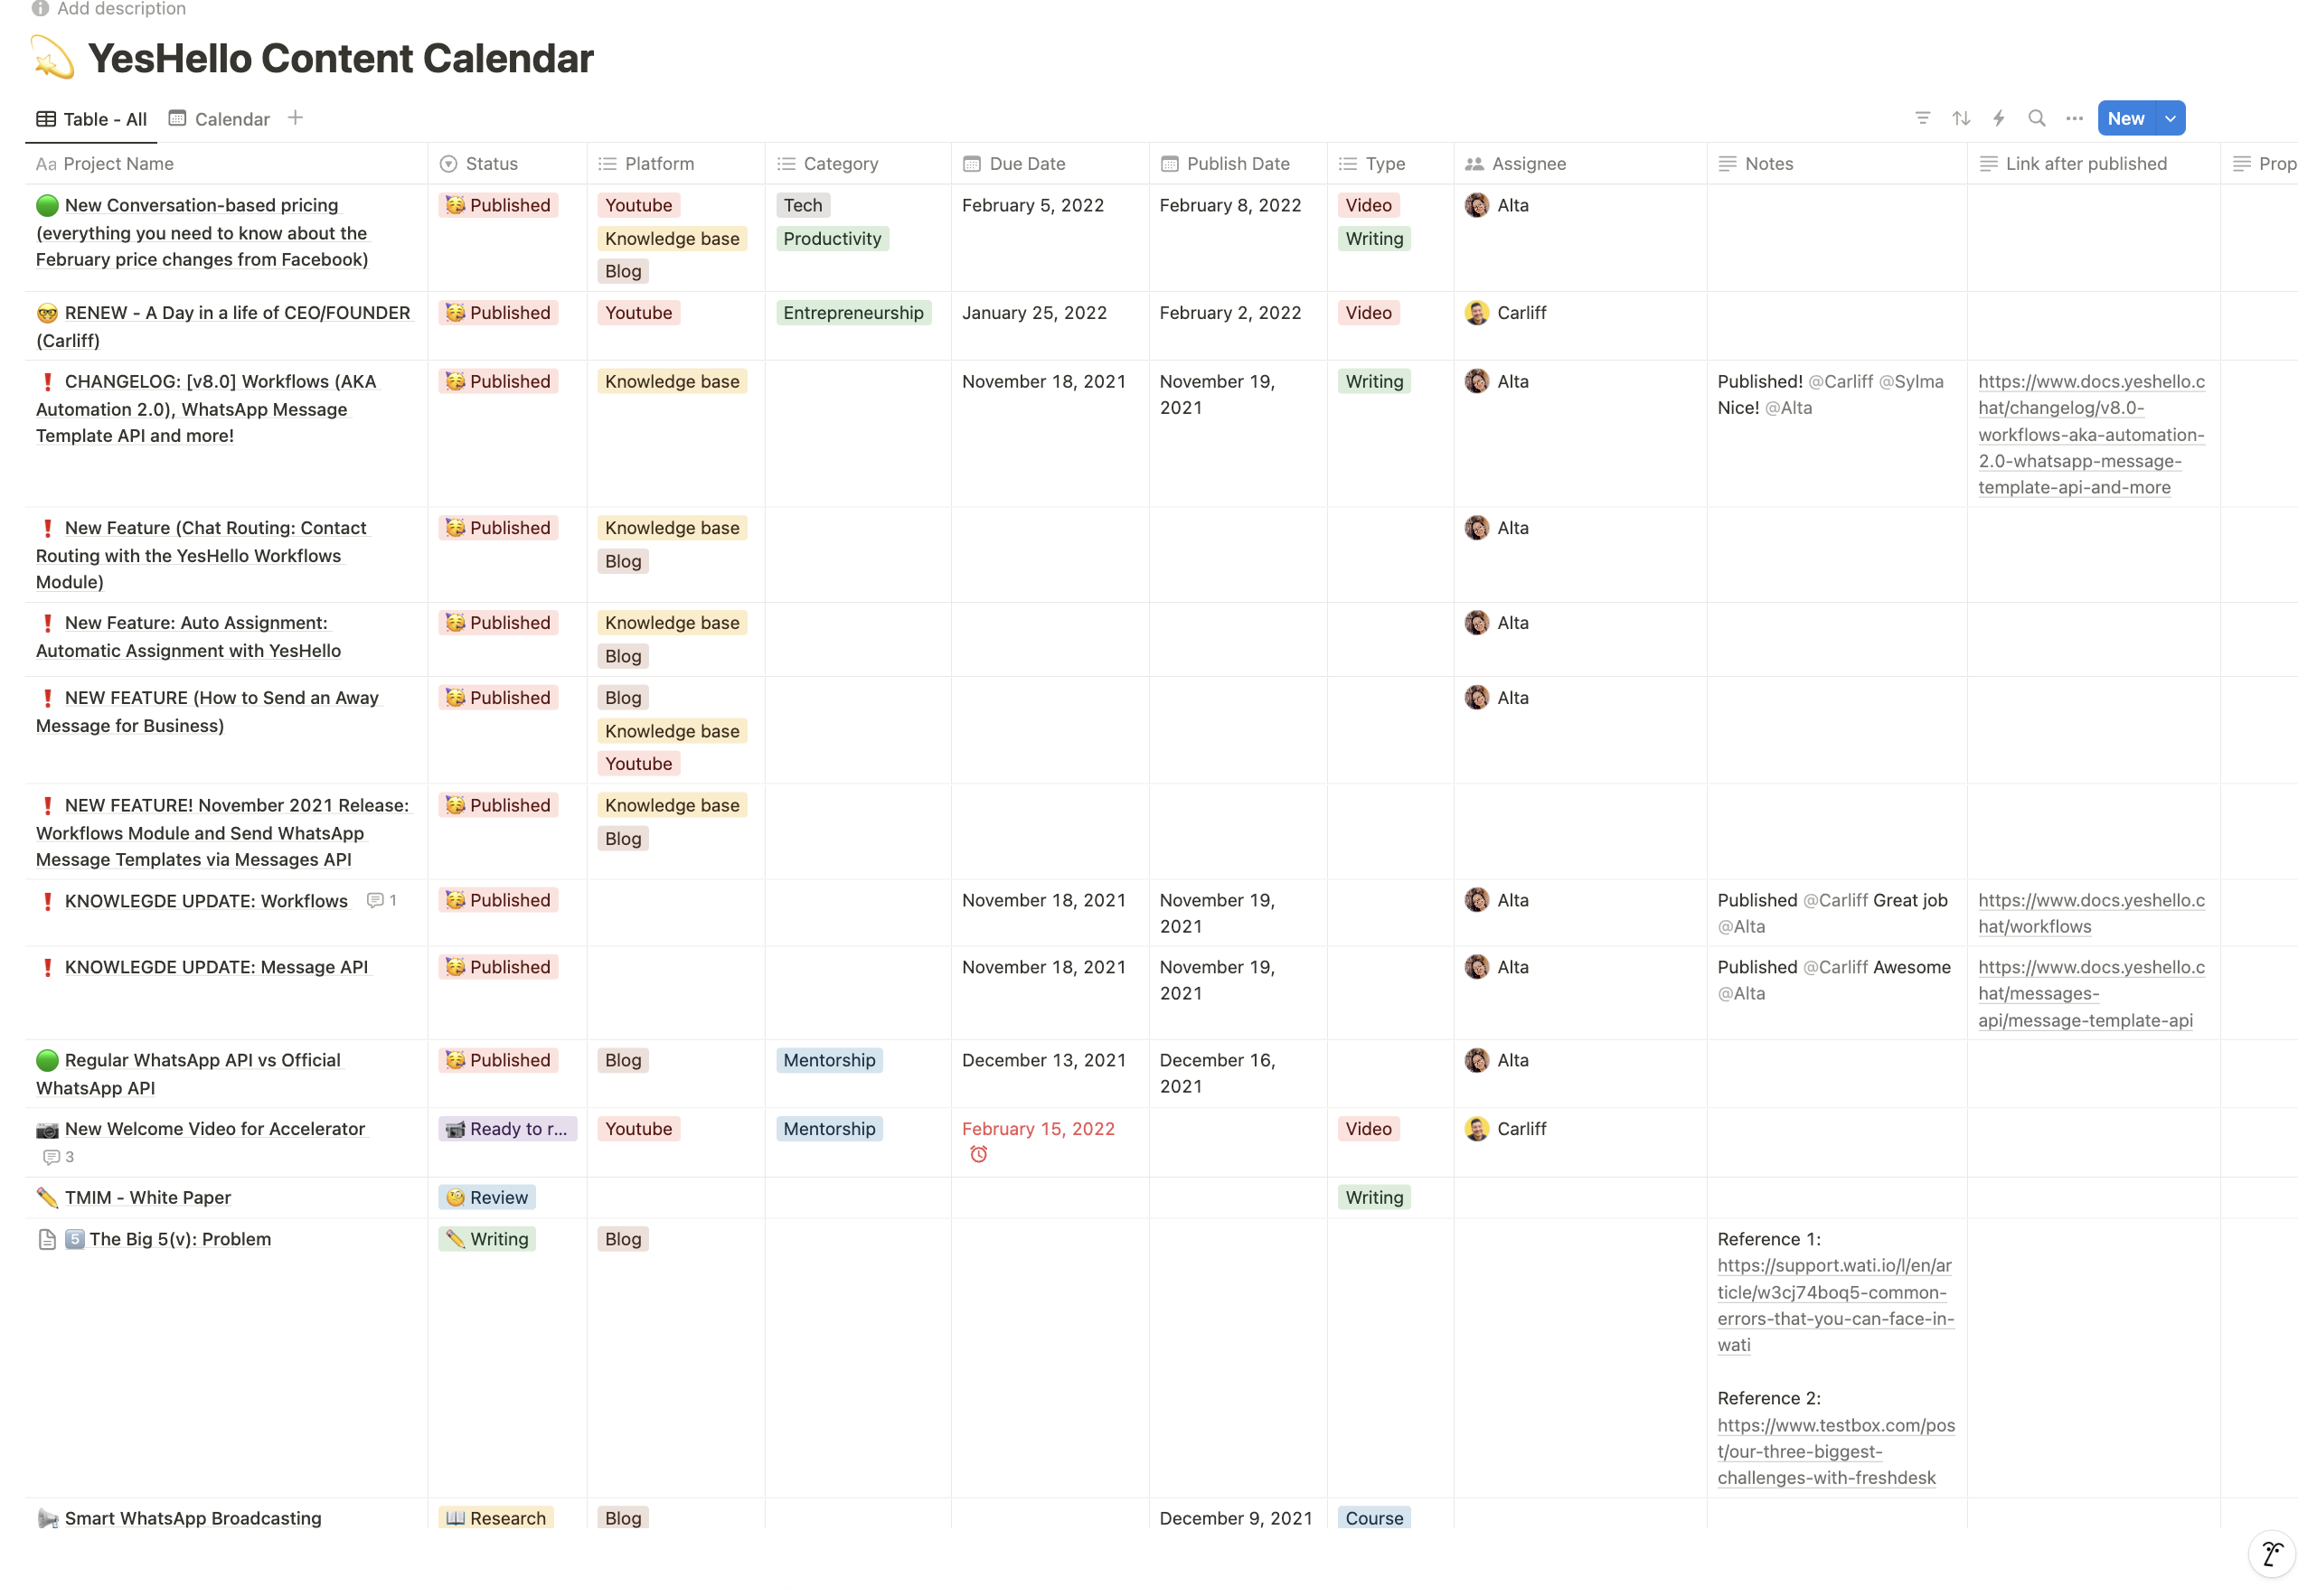 Add description
YesHello Content Calendar
Table - All
Calendar
New
Aa Project Name
Status
Platform
Category
Due Date
Publish Date
Type
Assignee
Notes
Link after published
Prop
New Conversation-based pricing
(everything you need to know about the
February price changes from Facebook)
Published
Youtube
Knowledge base
Blog
Tech
Productivity
February 5, 2022
February 8, 2022
Video
Writing
Alta
RENEW - A Day in a life of CEO/FOUNDER
(Carliff)
Published
Youtube
Entrepreneurship
January 25, 2022
February 2, 2022
Video
Carliff
CHANGELOG: [v8.0] Workflows (AKA
Automation 2.0), WhatsApp Message
Template API and more!
Published
Knowledge base
November 18, 2021
November 19,
2021
Writing
Alta
Published! @Carliff @Sylma
Nice! @Alta
https://www.docs.yeshello.c
hat/changelog/v8.0-
workflows-aka-automation-
2.0-whatsapp-message-
template-api-and-more
New Feature (Chat Routing: Contact
Routing with the YesHello Workflows
Module)
Published
Knowledge base
Blog
Alta
New Feature: Auto Assignment:
Automatic Assignment with YesHello
Published
Knowledge base
Blog
Alta
NEW FEATURE (How to Send an Away
Message for Business)
Published
Blog
Knowledge base
Youtube
Alta
NEW FEATURE! November 2021 Release:
Workflows Module and Send WhatsApp
Message Templates via Messages API
Published
Knowledge base
Blog
KNOWLEGDE UPDATE: Workflows 1
Published
November 18, 2021
November 19,
2021
Alta
Published @Carliff Great job
@Alta
https://www.docs.yeshello.c
hat/workflows
KNOWLEGDE UPDATE: Message API
Published
November 18, 2021
November 19,
2021
Alta
Published @Carliff Awesome
@Alta
https://www.docs.yeshello.c
hat/messages-
api/message-template-api
Regular WhatsApp API vs Official
WhatsApp API
Published
Blog
Mentorship
December 13, 2021
December 16,
2021
Alta
New Welcome Video for Accelerator
3
Ready to r...
Youtube
Mentorship
February 15, 2022
Video
Carliff
TMIM - White Paper
Review
Writing
5 The Big 5(v): Problem
Writing
Blog
Reference 1:
https://support.wati.io/l/en/ar
ticle/w3cj74boq5-common-
errors-that-you-can-face-in-
wati
Reference 2:
https://www.testbox.com/pos
t/our-three-biggest-
challenges-with-freshdesk
Smart WhatsApp Broadcasting
Research
Blog
December 9, 2021
Course